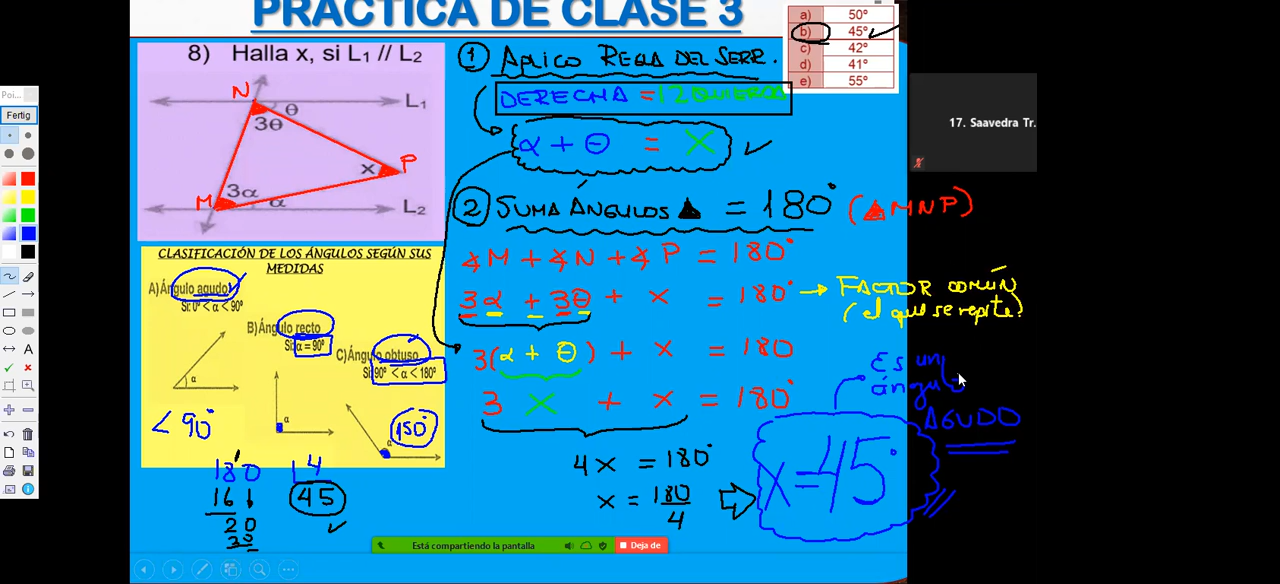 PRÁCTICA DE CLASE 3
a) 50°
b) 45°
c) 42°
d) 41°
e) 55°
8) Halla x, si L₁ // L₂
N
θ
L₁
3θ
x
P
M
3α
α
L₂
① APLICO REGLA DEL SERR.
DERECHA = IZQUIERDA
α + θ = X
② SUMA ÁNGULOS ▲ = 180° (▲MNP)
∡M + ∡N + ∡P = 180°
3α + 3θ + x = 180° → FACTOR COMÚN
(el que se repite)
3(α + θ) + x = 180
3 X + x = 180°
4x = 180°
x = 180/4
x = 45°
Es un
ángulo
AGUDO
CLASIFICACIÓN DE LOS ÁNGULOS SEGÚN SUS
MEDIDAS
A) Ángulo agudo
Si: 0° < α < 90°
α
B) Ángulo recto
Si: α = 90°
α
C) Ángulo obtuso
Si 90° < α < 180°
α
< 90°
150°
180 4
16 45
20
Poi...
Fertig
A
17. Saavedra Tr.
Está compartiendo la pantalla
Deja de